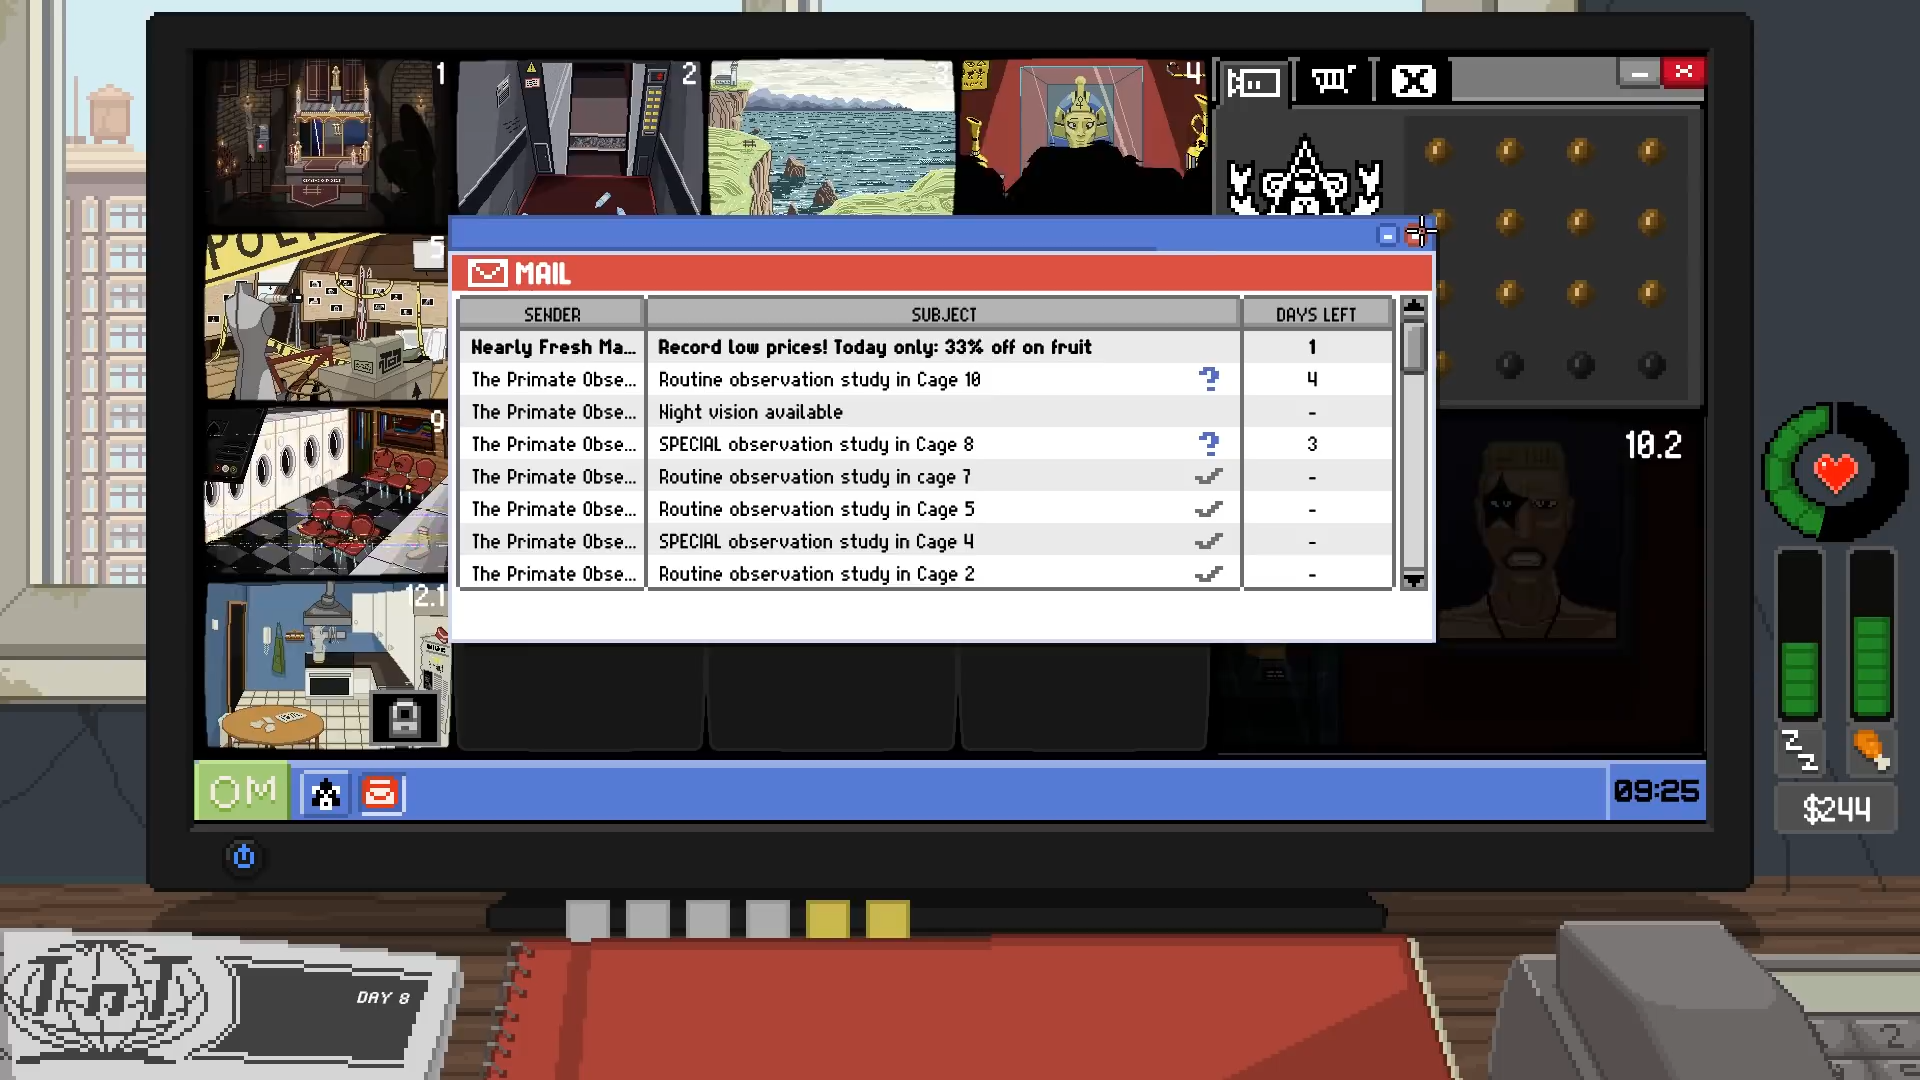 1
2
3
4
POLI
5
9
12.1
10.2
MAIL
SENDER SUBJECT DAYS LEFT
Nearly Fresh Ma... Record low prices! Today only: 33% off on fruit 1
The Primate Obse... Routine observation study in Cage 10 ? 4
The Primate Obse... Night vision available -
The Primate Obse... SPECIAL observation study in Cage 8 ? 3
The Primate Obse... Routine observation study in cage 7 -
The Primate Obse... Routine observation study in Cage 5 -
The Primate Obse... SPECIAL observation study in Cage 4 -
The Primate Obse... Routine observation study in Cage 2 -
OM
09:25
$244
TnT
DAY 8
2